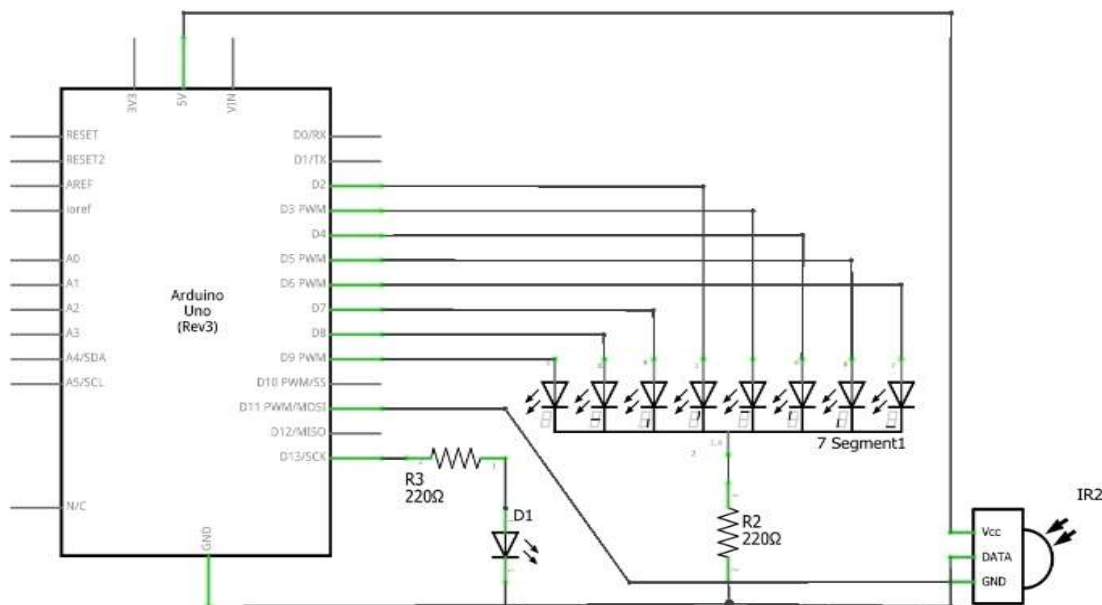 3V3
5V
VIN
RESET
RESET2
AREF
ioref
A0
A1
A2
A3
A4/SDA
A5/SCL
N/C
Arduino
Uno
(Rev3)
D0/RX
D1/TX
D2
D3 PWM
D4
D5 PWM
D6 PWM
D7
D8
D9 PWM
D10 PWM/SS
D11 PWM/MOSI
D12/MISO
D13/SCK
GND
R3
220Ω
D1
7 Segment1
R2
220Ω
IR2
Vcc
DATA
GND